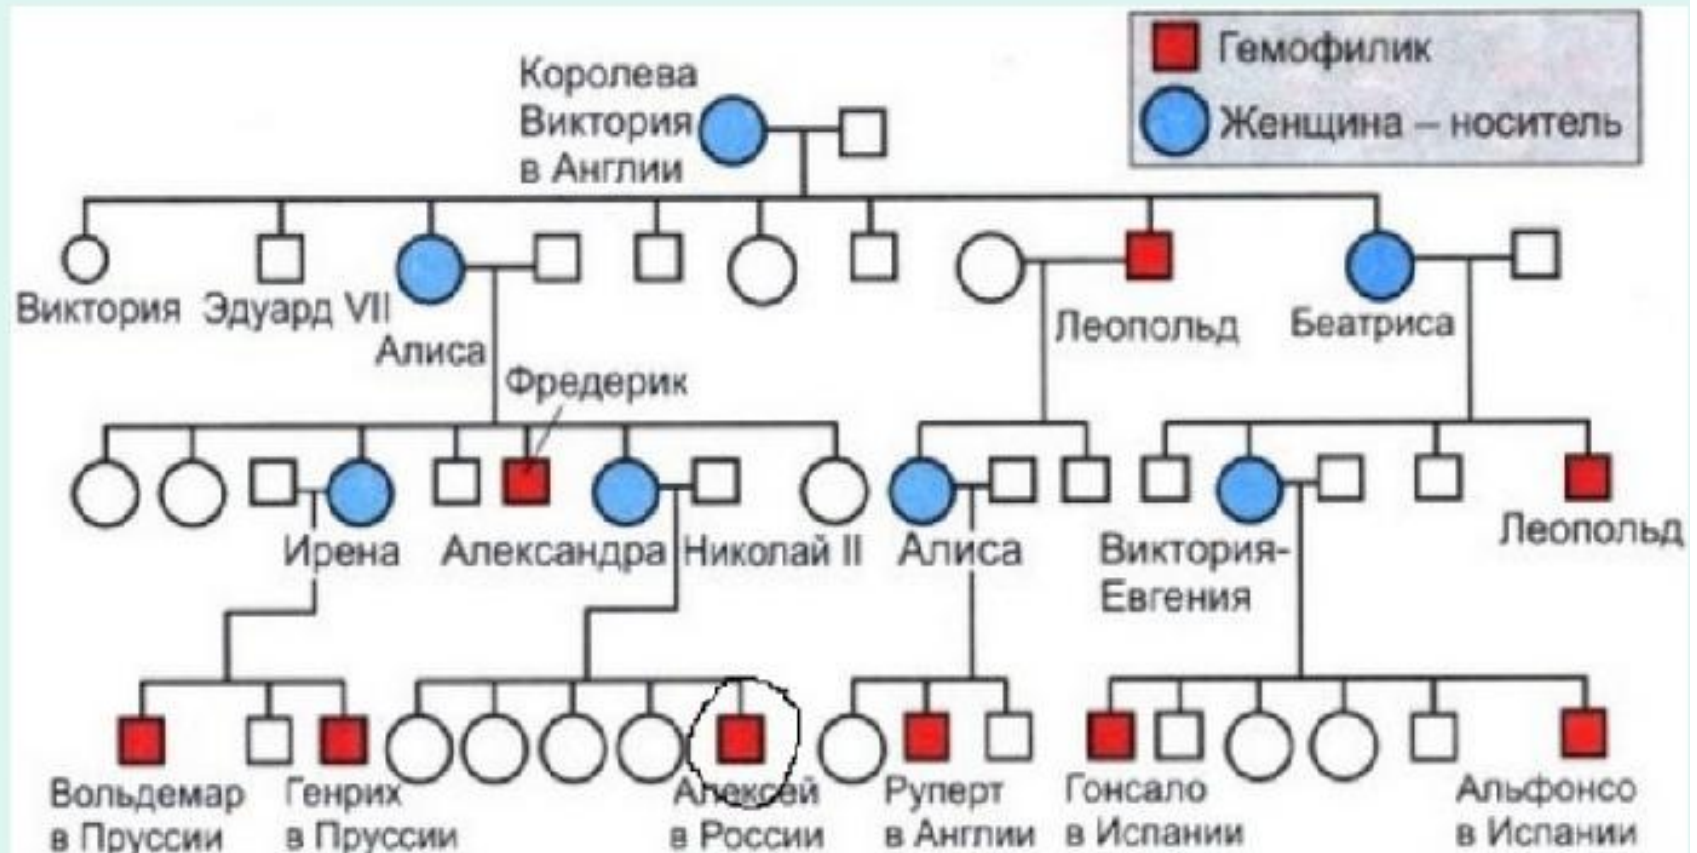 Гемофилик
Женщина – носитель
Королева
Виктория
в Англии
Виктория
Эдуард VII
Алиса
Леопольд
Беатриса
Фредерик
Ирена
Александра
Николай II
Алиса
Виктория-
Евгения
Леопольд
Вольдемар
в Пруссии
Генрих
в Пруссии
Алексей
в России
Руперт
в Англии
Гонсало
в Испании
Альфонсо
в Испании